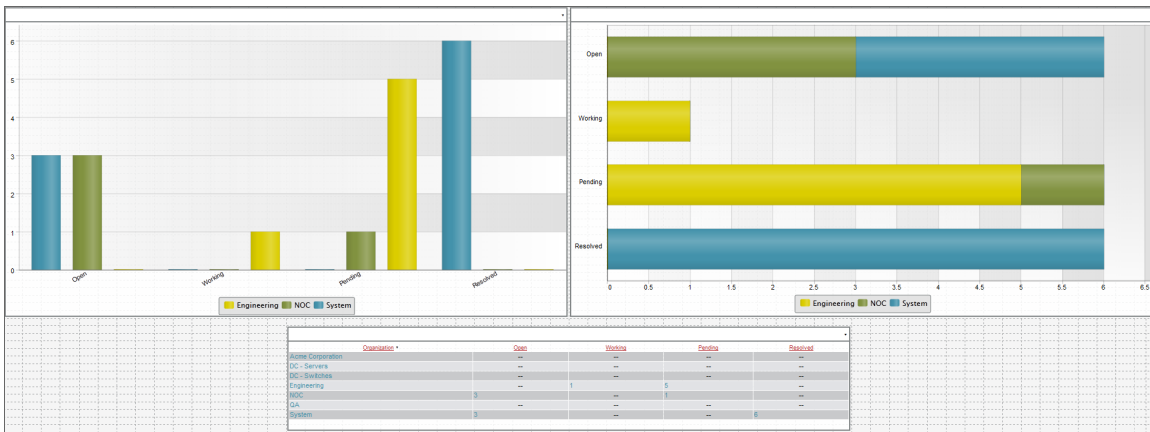 6
5
4
3
2
1
0
Open
Working
Pending
Resolved
Engineering NOC System
Open
Working
Pending
Resolved
0 0.5 1 1.5 2 2.5 3 3.5 4 4.5 5 5.5 6 6.5
Engineering NOC System
Organization Open Working Pending Resolved
Acme Corporation -- -- -- --
DC - Servers -- -- -- --
DC - Switches -- -- -- --
Engineering -- 1 5 --
NOC 3 -- 1 --
QA -- -- -- --
System 3 -- -- 6